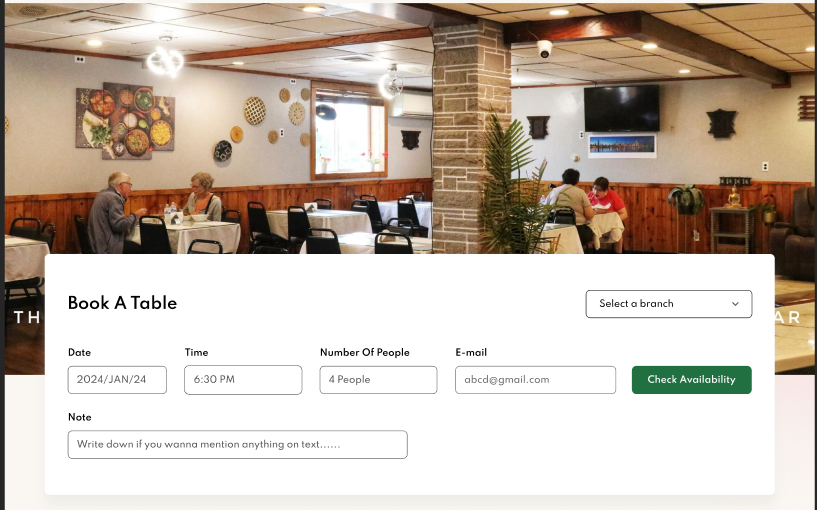 Book A Table
Select a branch
TH
AR
Date
Time
Number Of People
E-mail
2024/JAN/24
6:30 PM
4 People
abcd@gmail.com
Check Availability
Note
Write down if you wanna mention anything on text......